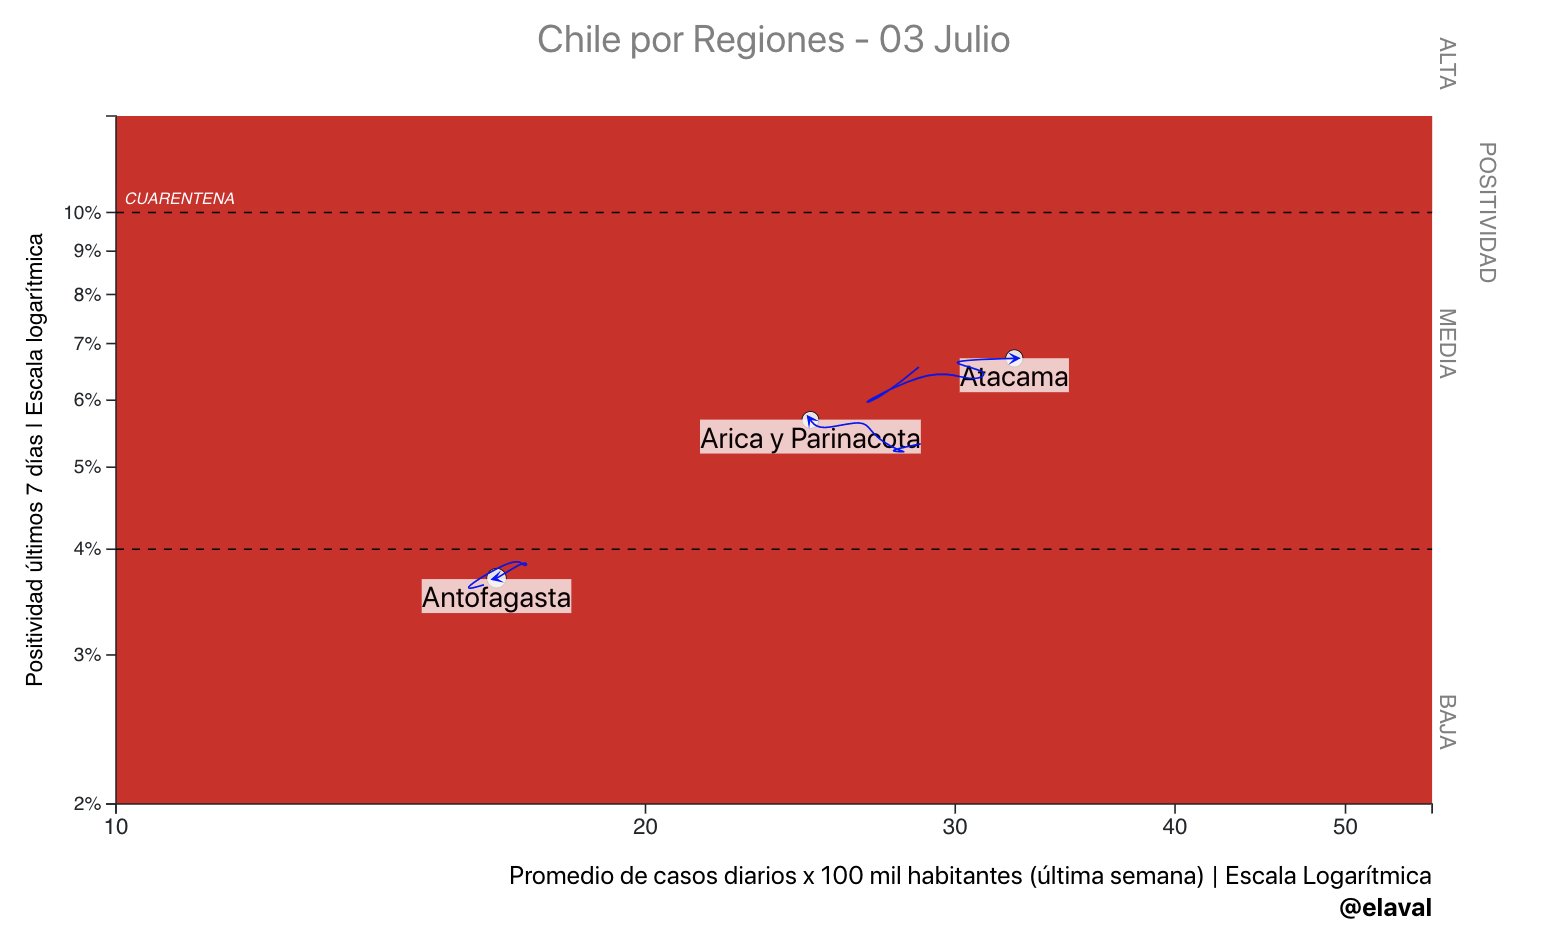 Chile por Regiones - 03 Julio
ALTA
POSITIVIDAD
MEDIA
BAJA
Positividad últimos 7 días | Escala logarítmica
CUARENTENA
10%
9%
8%
7%
6%
5%
4%
3%
2%
Atacama
Arica y Parinacota
Antofagasta
10
20
30
40
50
Promedio de casos diarios x 100 mil habitantes (última semana) | Escala Logarítmica
@elaval